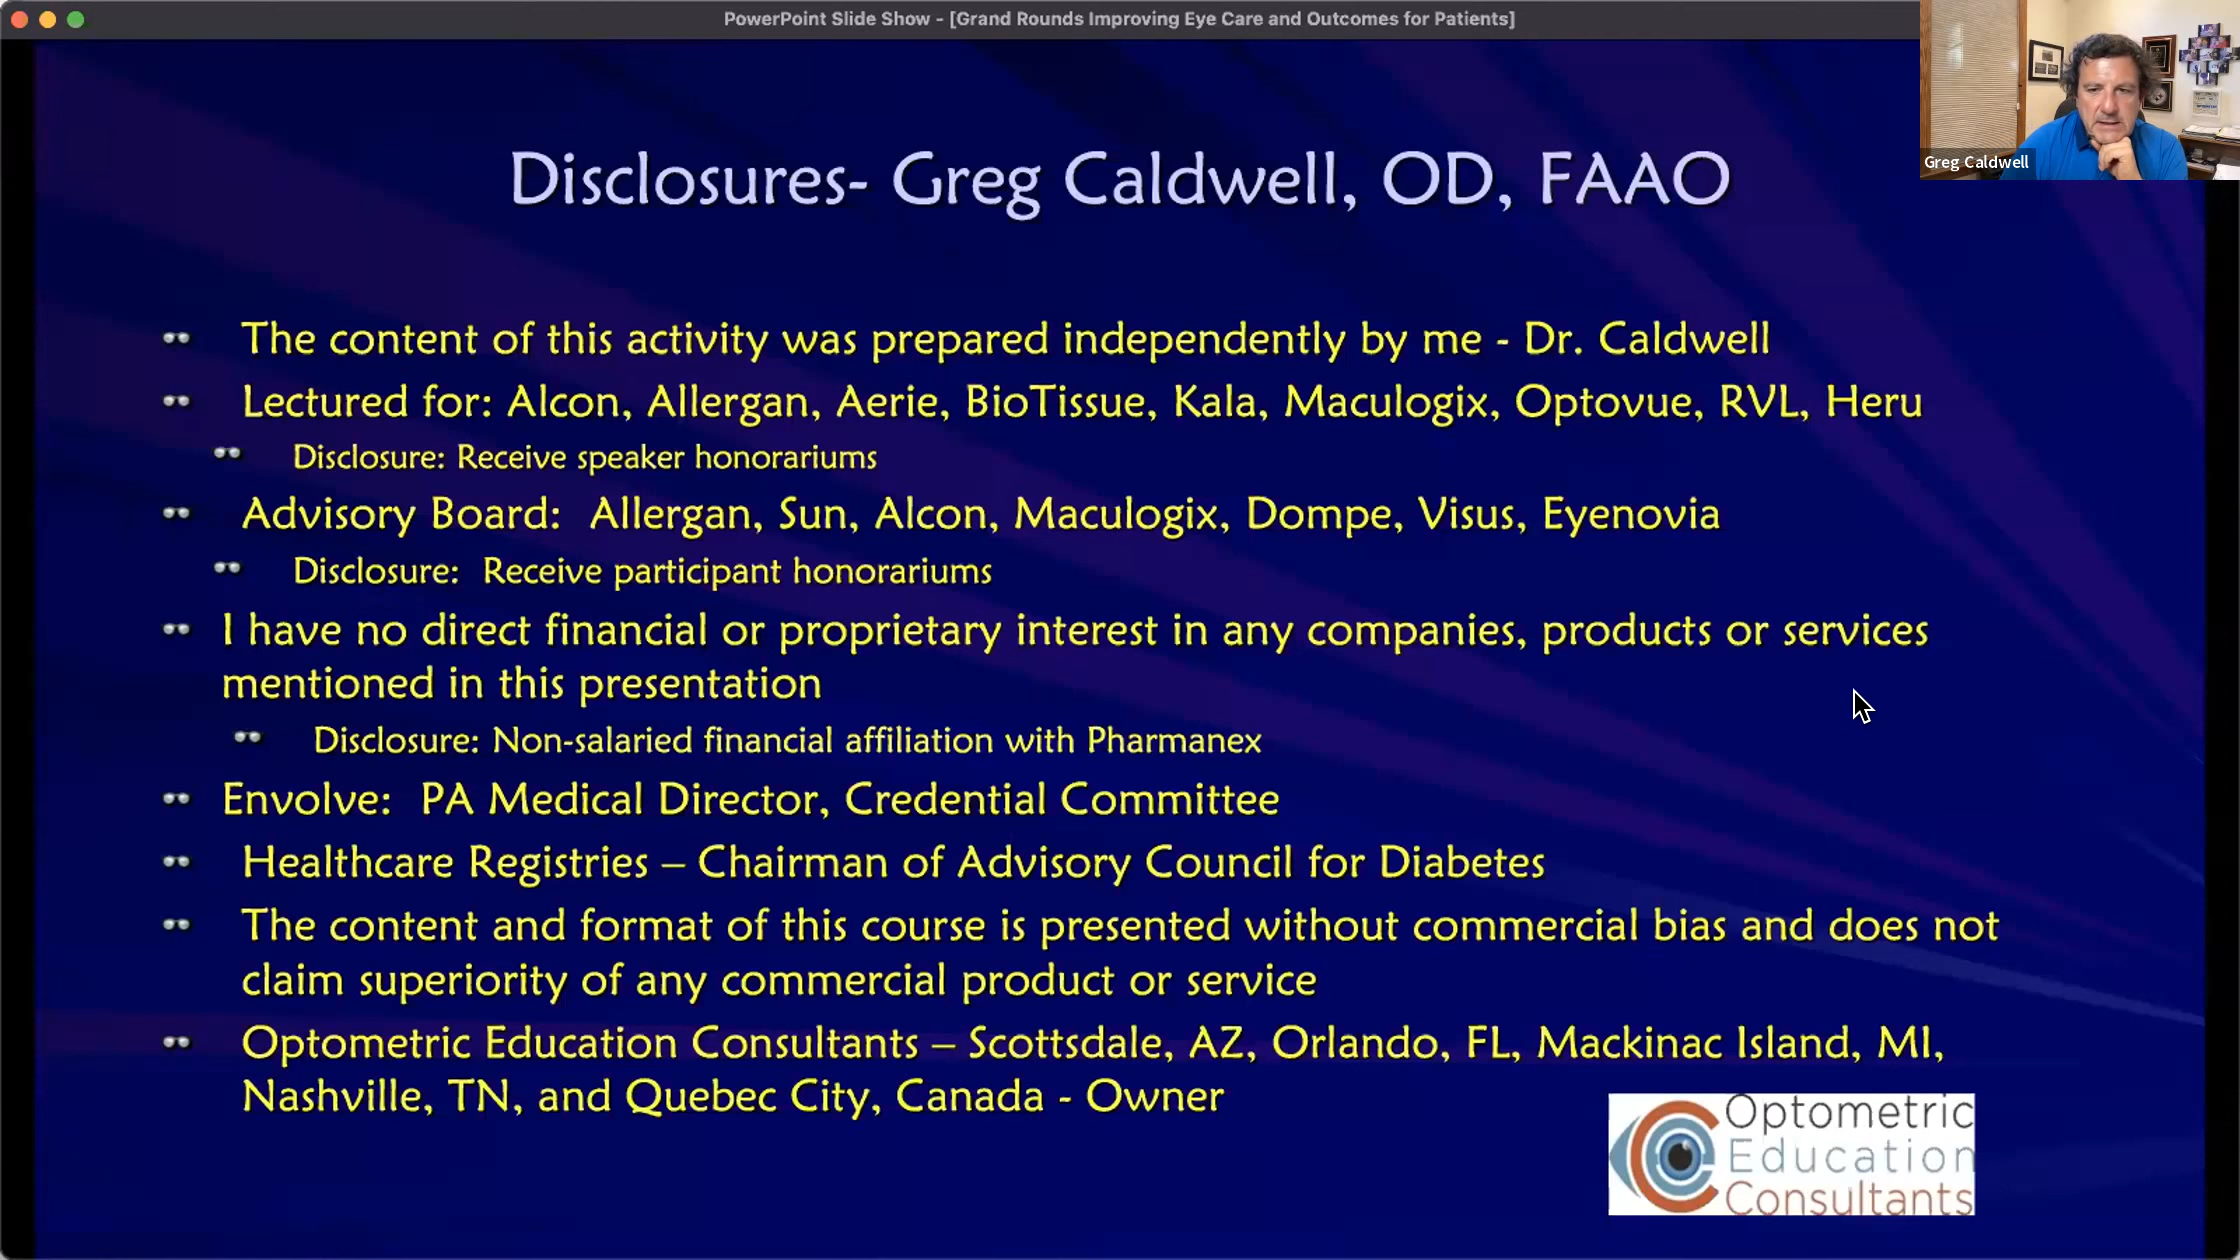 PowerPoint Slide Show - [Grand Rounds Improving Eye Care and Outcomes for Patients]
Greg Caldwell
Disclosures- Greg Caldwell, OD, FAAO
The content of this activity was prepared independently by me - Dr. Caldwell
Lectured for: Alcon, Allergan, Aerie, BioTissue, Kala, Maculogix, Optovue, RVL, Heru
Disclosure: Receive speaker honorariums
Advisory Board:  Allergan, Sun, Alcon, Maculogix, Dompe, Visus, Eyenovia
Disclosure:  Receive participant honorariums
I have no direct financial or proprietary interest in any companies, products or services
mentioned in this presentation
Disclosure: Non-salaried financial affiliation with Pharmanex
Envolve:  PA Medical Director, Credential Committee
Healthcare Registries – Chairman of Advisory Council for Diabetes
The content and format of this course is presented without commercial bias and does not
claim superiority of any commercial product or service
Optometric Education Consultants – Scottsdale, AZ, Orlando, FL, Mackinac Island, MI,
Nashville, TN, and Quebec City, Canada - Owner
Optometric
Education
Consultants